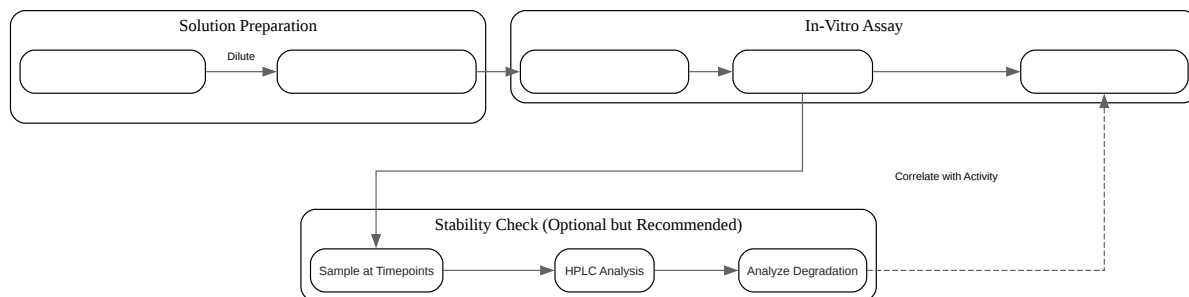 Solution Preparation
In-Vitro Assay
Dilute
Correlate with Activity
Stability Check (Optional but Recommended)
Sample at Timepoints
HPLC Analysis
Analyze Degradation